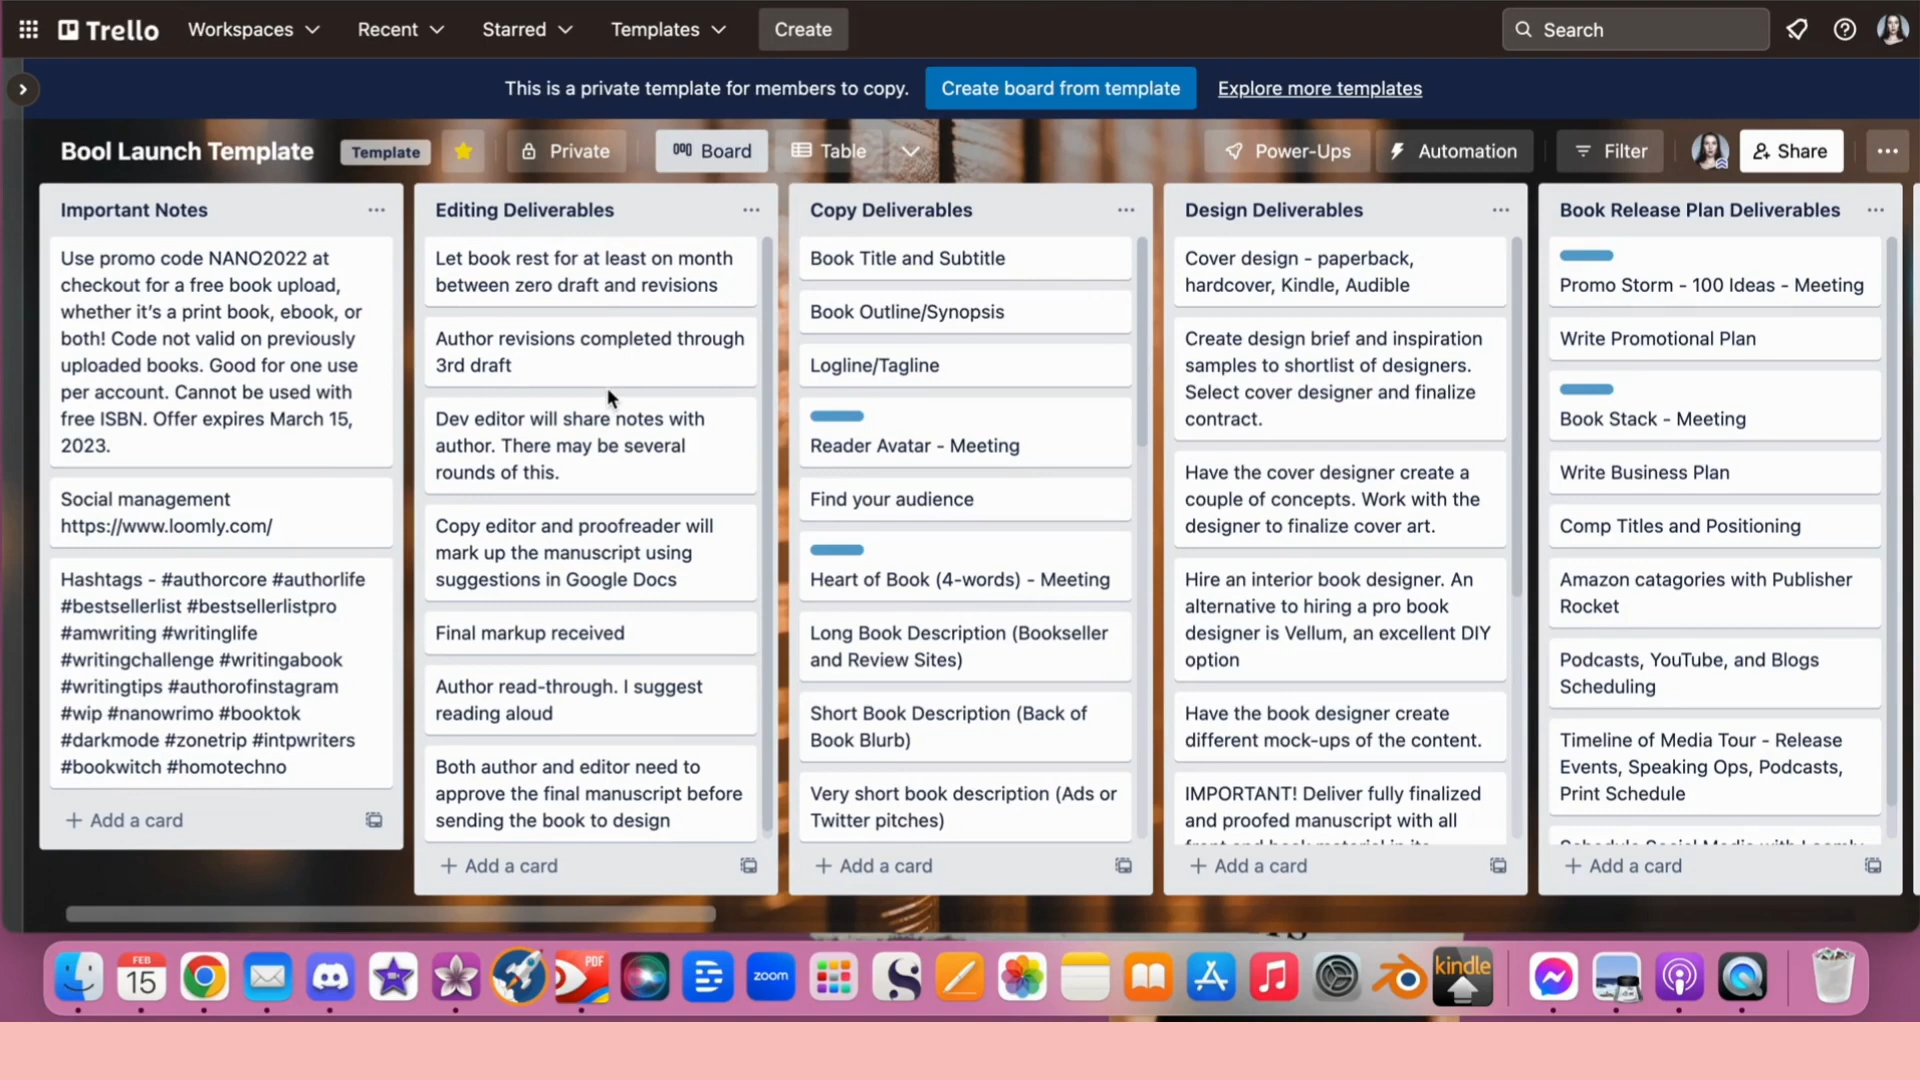 Trello Workspaces Recent Starred Templates Create Search
This is a private template for members to copy. Create board from template Explore more templates
Bool Launch Template Template Private Board Table Power-Ups Automation Filter Share
Important Notes
Use promo code NANO2022 at
checkout for a free book upload,
whether it's a print book, ebook, or
both! Code not valid on previously
uploaded books. Good for one use
per account. Cannot be used with
free ISBN. Offer expires March 15,
2023.
Social management
https://www.loomly.com/
Hashtags - #authorcore #authorlife
#bestsellerlist #bestsellerlistpro
#amwriting #writinglife
#writingchallenge #writingabook
#writingtips #authorofinstagram
#wip #nanowrimo #booktok
#darkmode #zonetrip #intpwriters
#bookwitch #homotechno
+ Add a card
Editing Deliverables
Let book rest for at least on month
between zero draft and revisions
Author revisions completed through
3rd draft
Dev editor will share notes with
author. There may be several
rounds of this.
Copy editor and proofreader will
mark up the manuscript using
suggestions in Google Docs
Final markup received
Author read-through. I suggest
reading aloud
Both author and editor need to
approve the final manuscript before
sending the book to design
+ Add a card
Copy Deliverables
Book Title and Subtitle
Book Outline/Synopsis
Logline/Tagline
Reader Avatar - Meeting
Find your audience
Heart of Book (4-words) - Meeting
Long Book Description (Bookseller
and Review Sites)
Short Book Description (Back of
Book Blurb)
Very short book description (Ads or
Twitter pitches)
+ Add a card
Design Deliverables
Cover design - paperback,
hardcover, Kindle, Audible
Create design brief and inspiration
samples to shortlist of designers.
Select cover designer and finalize
contract.
Have the cover designer create a
couple of concepts. Work with the
designer to finalize cover art.
Hire an interior book designer. An
alternative to hiring a pro book
designer is Vellum, an excellent DIY
option
Have the book designer create
different mock-ups of the content.
IMPORTANT! Deliver fully finalized
and proofed manuscript with all
+ Add a card
Book Release Plan Deliverables
Promo Storm - 100 Ideas - Meeting
Write Promotional Plan
Book Stack - Meeting
Write Business Plan
Comp Titles and Positioning
Amazon catagories with Publisher
Rocket
Podcasts, YouTube, and Blogs
Scheduling
Timeline of Media Tour - Release
Events, Speaking Ops, Podcasts,
Print Schedule
+ Add a card
FEB
15
PDF
zoom
kindle